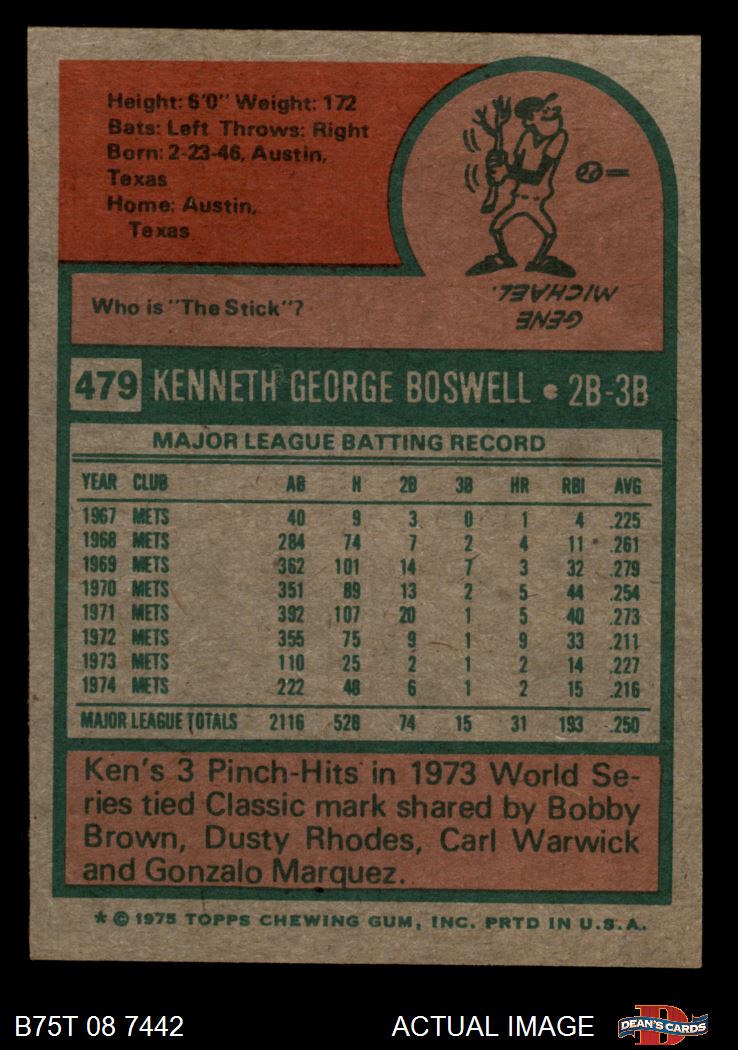 Height: 6'0" Weight: 172
Bats: Left Throws: Right
Born: 2-23-46, Austin,
Texas
Home: Austin,
Texas
Who is "The Stick"?
GENE
MICHAEL.
479 KENNETH GEORGE BOSWELL • 2B-3B
MAJOR LEAGUE BATTING RECORD
YEAR CLUB AB H 2B 3B HR RBI AVG
1967 METS 40 9 3 0 1 4 .225
1968 METS 284 74 7 2 4 11 .261
1969 METS 362 101 14 7 3 32 .279
1970 METS 351 89 13 2 5 44 .254
1971 METS 392 107 20 1 5 40 .273
1972 METS 355 75 9 1 9 33 .211
1973 METS 110 25 2 1 2 14 .227
1974 METS 222 48 6 1 2 15 .216
MAJOR LEAGUE TOTALS 2116 528 74 15 31 193 .250
Ken's 3 Pinch-Hits in 1973 World Se-
ries tied Classic mark shared by Bobby
Brown, Dusty Rhodes, Carl Warwick
and Gonzalo Marquez.
* © 1975 TOPPS CHEWING GUM, INC. PRTD IN U.S.A.
B75T 08 7442 ACTUAL IMAGE D DEAN'S CARDS